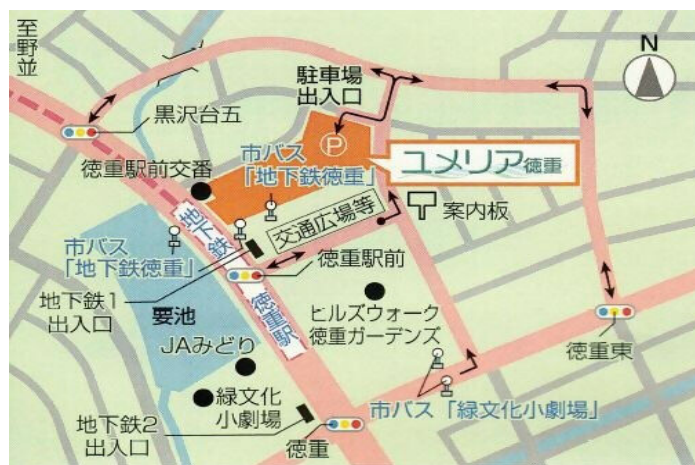 至野並
N
駐車場
出入口
黒沢台五
P
市バス
「地下鉄徳重」
ユメリア徳重
徳重駅前交番
地下鉄
交通広場等
案内板
市バス
「地下鉄徳重」
徳重駅前
地下鉄1
出入口
徳重駅
要池
ヒルズウォーク
徳重ガーデンズ
徳重東
JAみどり
緑文化
小劇場
市バス「緑文化小劇場」
地下鉄2
出入口
徳重